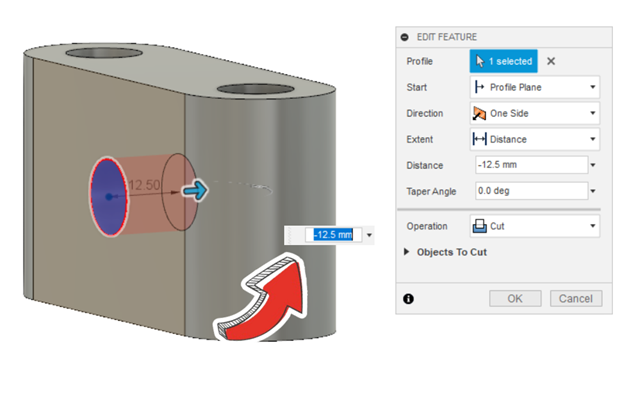 EDIT FEATURE
Profile
1 selected
Start
Profile Plane
Direction
One Side
Extent
Distance
Distance
-12.5 mm
Taper Angle
0.0 deg
Operation
Cut
Objects To Cut
OK
Cancel
12.50
-12.5 mm